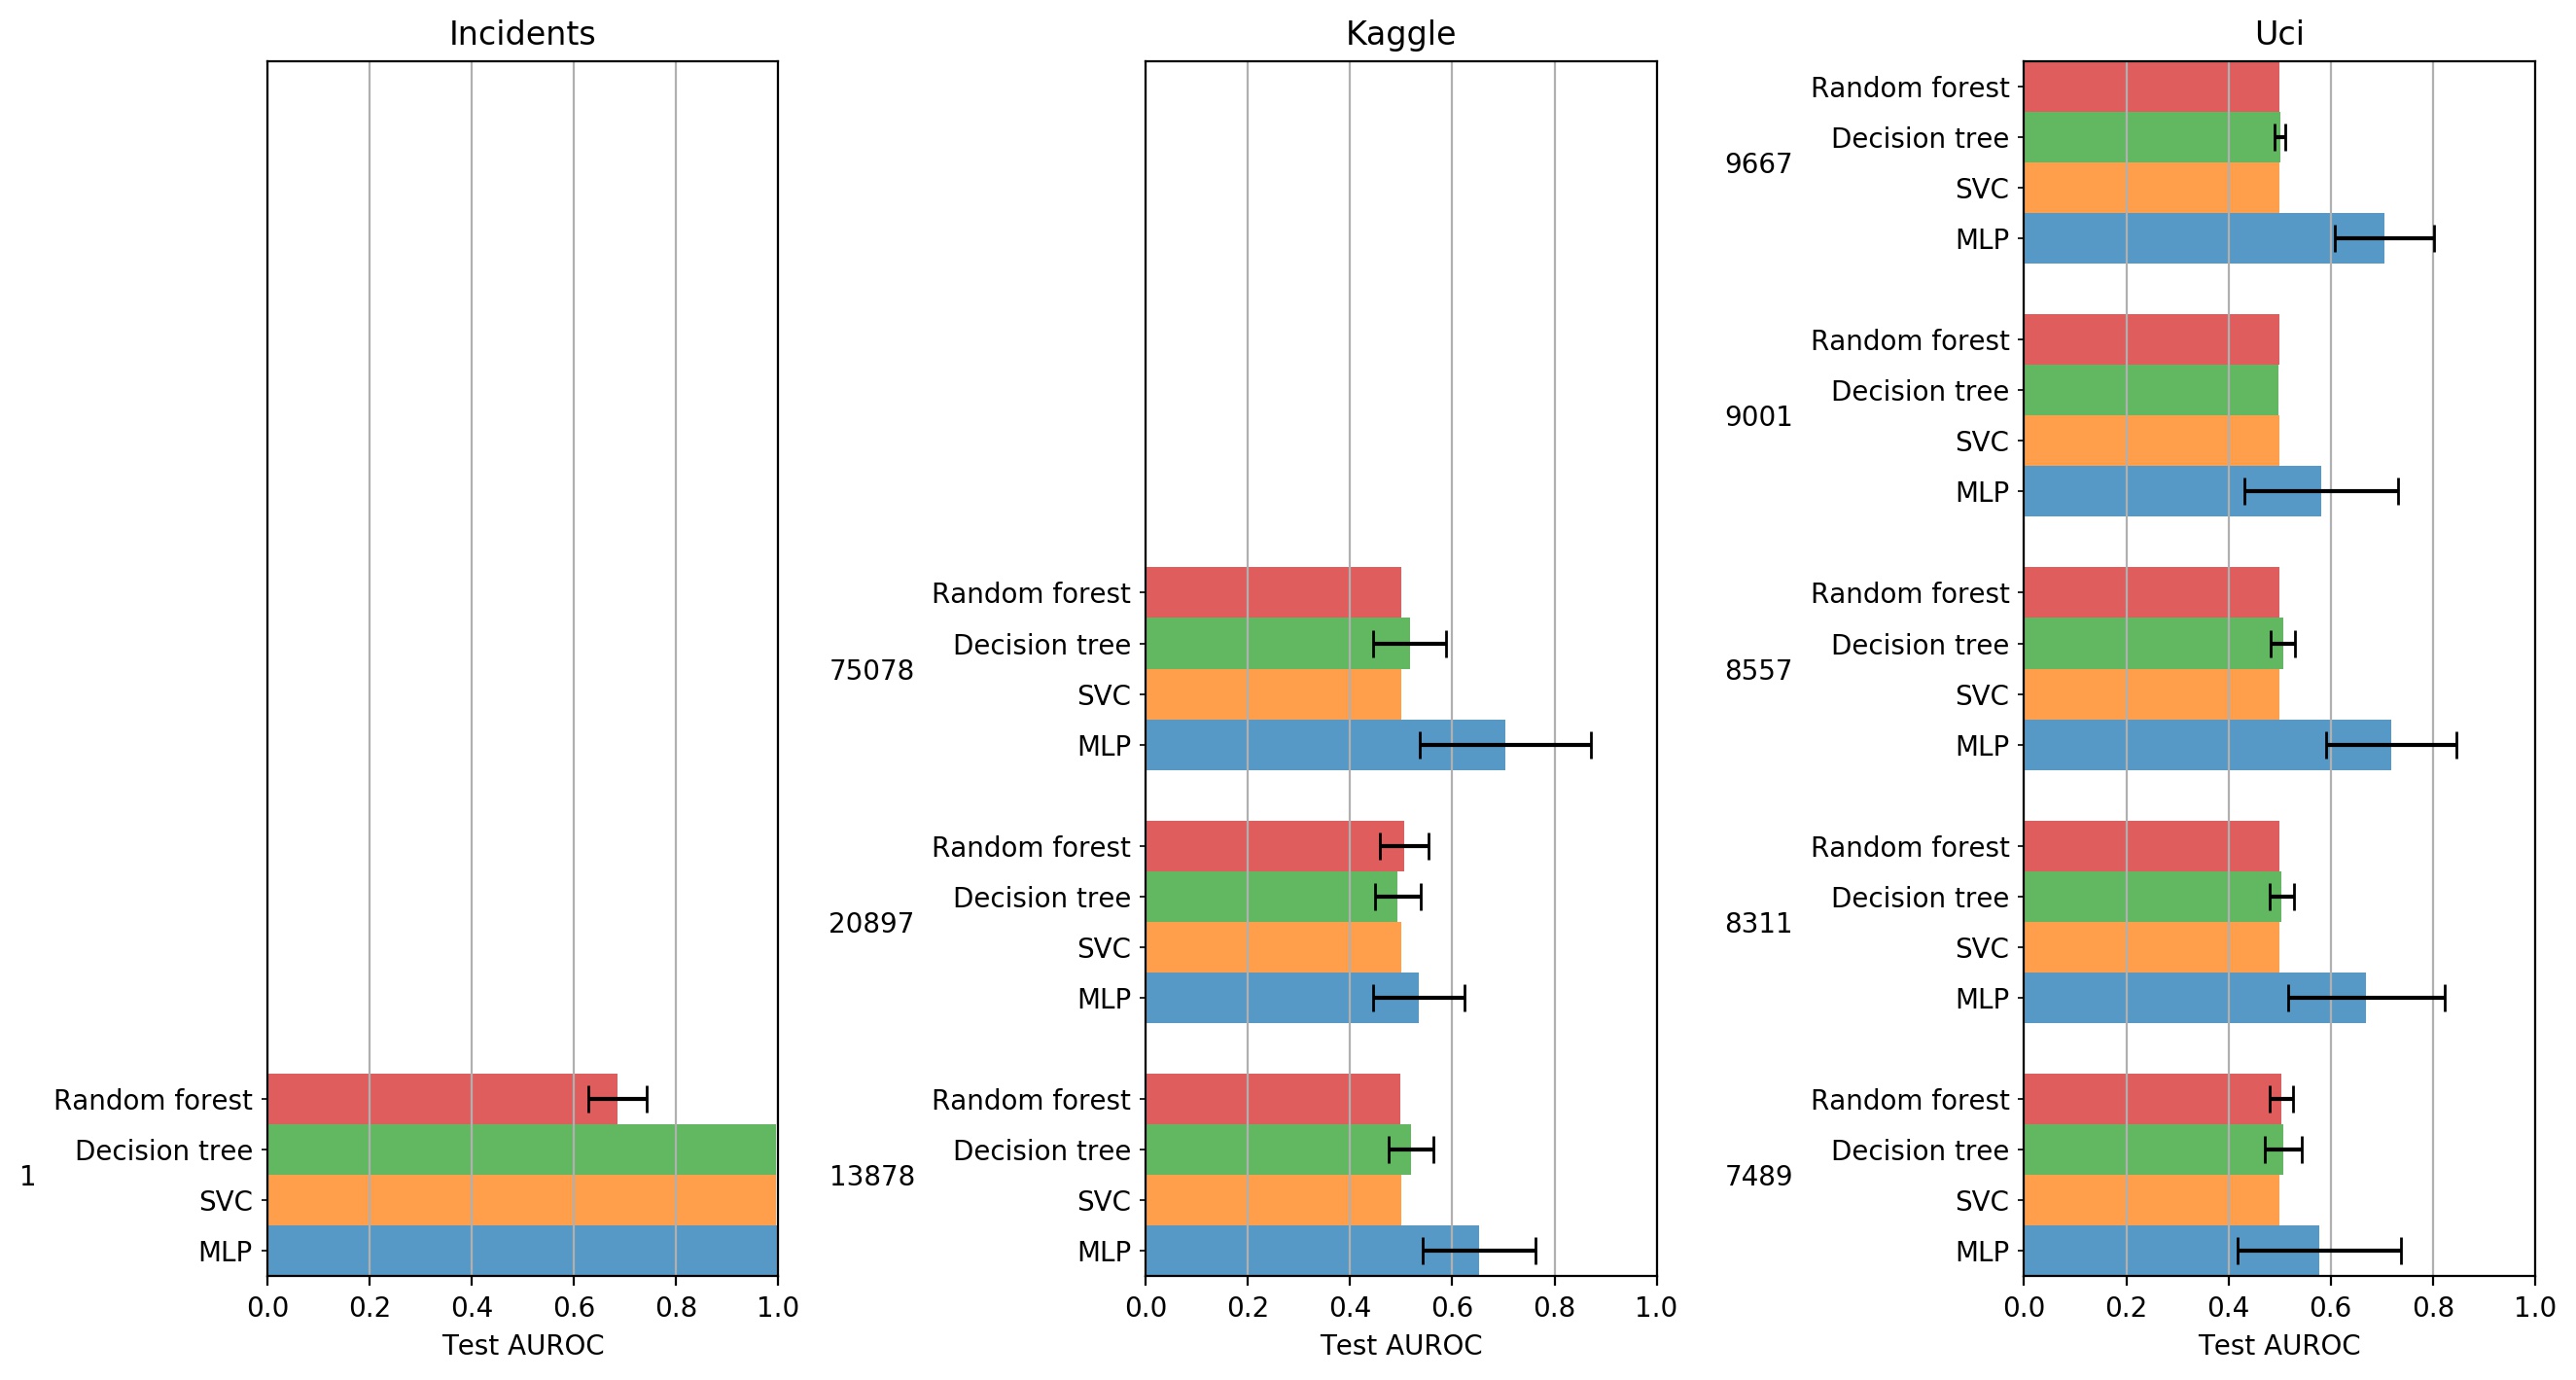 Incidents
1
Random forest
Decision tree
SVC
MLP
0.0 0.2 0.4 0.6 0.8 1.0
Test AUROC
Kaggle
75078
Random forest
Decision tree
SVC
MLP
20897
Random forest
Decision tree
SVC
MLP
13878
Random forest
Decision tree
SVC
MLP
0.0 0.2 0.4 0.6 0.8 1.0
Test AUROC
Uci
9667
Random forest
Decision tree
SVC
MLP
9001
Random forest
Decision tree
SVC
MLP
8557
Random forest
Decision tree
SVC
MLP
8311
Random forest
Decision tree
SVC
MLP
7489
Random forest
Decision tree
SVC
MLP
0.0 0.2 0.4 0.6 0.8 1.0
Test AUROC